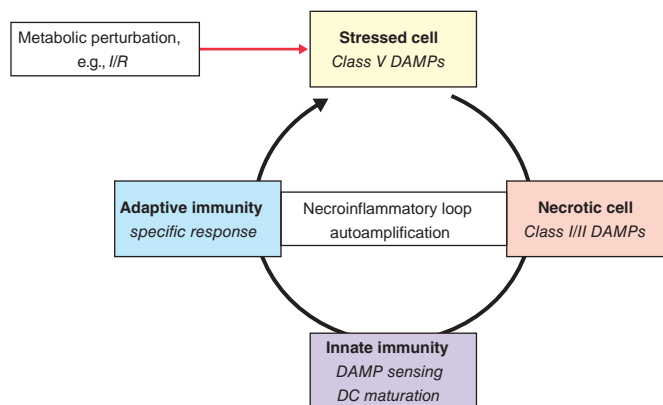 Metabolic perturbation,
e.g., I/R
Stressed cell
Class V DAMPs
Adaptive immunity
specific response
Necroinflammatory loop
autoamplification
Necrotic cell
Class I/II DAMPs
Innate immunity
DAMP sensing
DC maturation